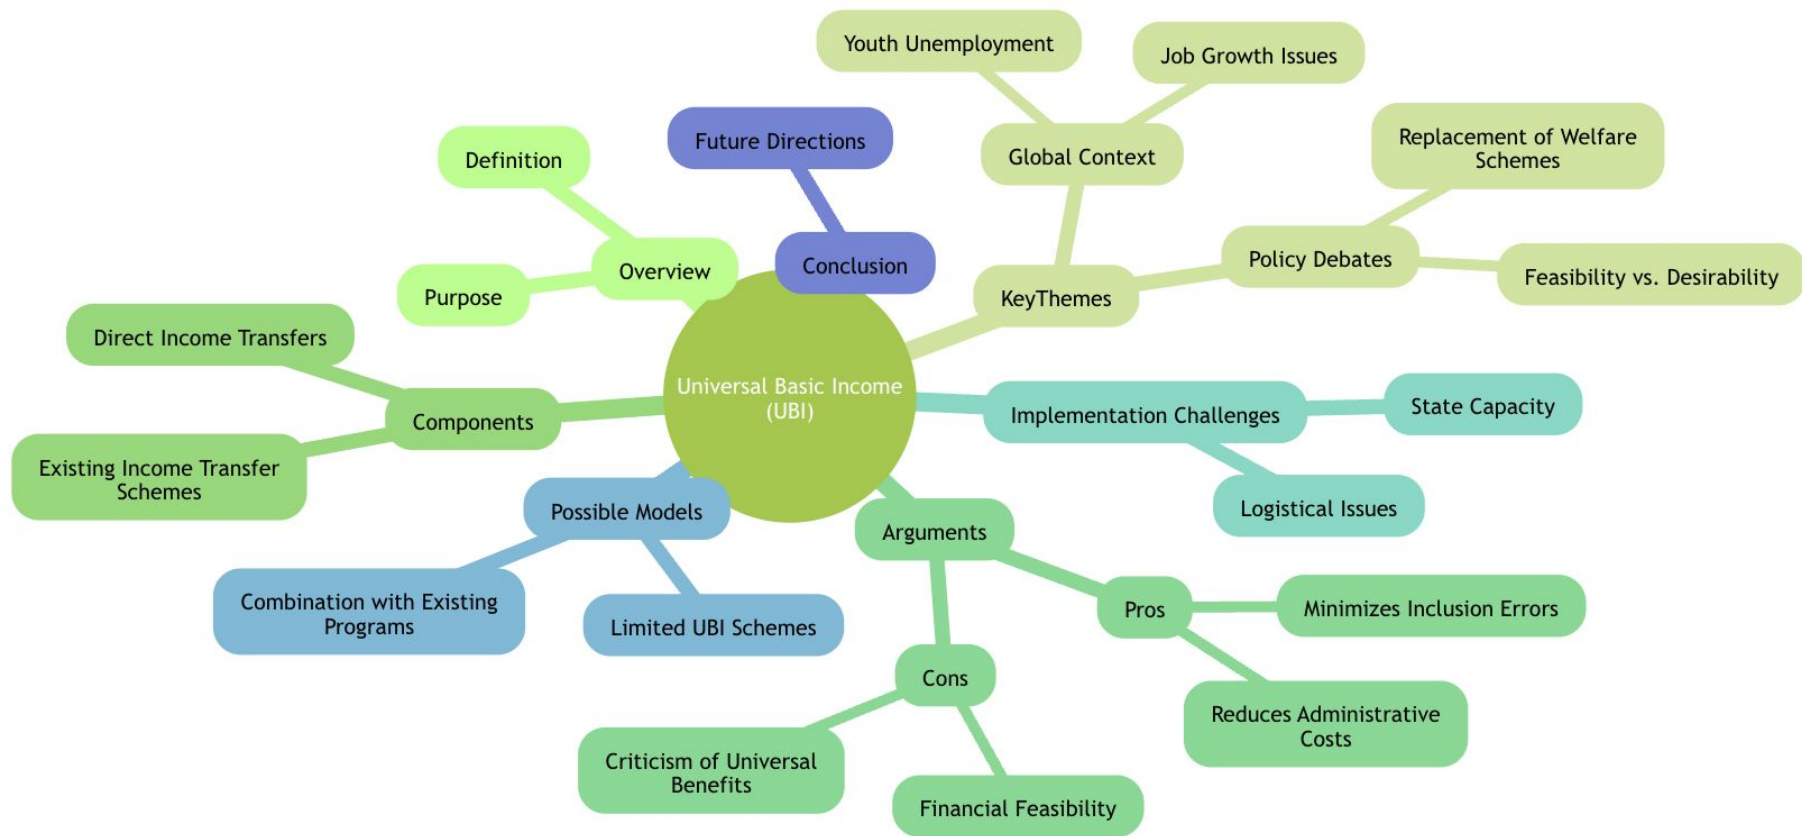 Youth Unemployment
Job Growth Issues
Future Directions
Replacement of Welfare
Schemes
Definition
Global Context
Overview
Conclusion
Policy Debates
Feasibility vs. Desirability
Purpose
KeyThemes
Direct Income Transfers
Universal Basic Income
(UBI)
Components
Implementation Challenges
State Capacity
Existing Income Transfer
Schemes
Possible Models
Logistical Issues
Arguments
Combination with Existing
Programs
Limited UBI Schemes
Pros
Minimizes Inclusion Errors
Cons
Reduces Administrative
Costs
Criticism of Universal
Benefits
Financial Feasibility